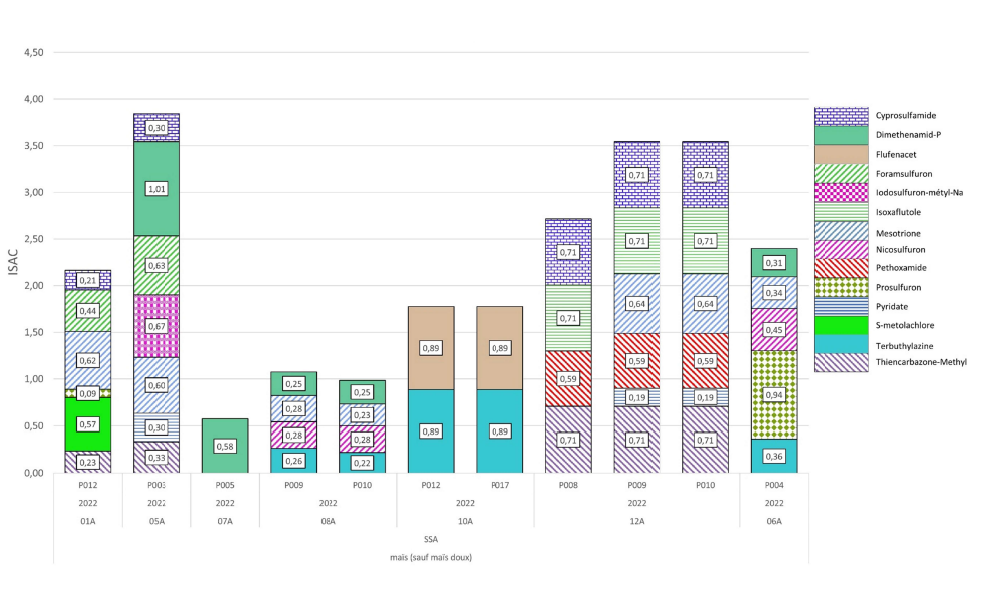 4,50
4,00
3,50
3,00
2,50
2,00
1,50
1,00
0,50
0,00
ISAC
0,21
0,44
0,62
0,09
0,57
0,23
0,30
1,01
0,63
0,67
0,60
0,30
0,33
0,58
0,25
0,28
0,28
0,26
0,25
0,23
0,28
0,22
0,89
0,89
0,89
0,89
0,71
0,71
0,59
0,71
0,71
0,71
0,64
0,59
0,19
0,71
0,71
0,71
0,64
0,59
0,19
0,71
0,31
0,34
0,45
0,94
0,36
P012 P003 P005 P009 P010 P012 P017 P008 P009 P010 P004
2022 2022 2022 2022 2022 2022 2022
01A 05A 07A 08A 10A 12A 06A
SSA
mais (sauf maïs doux)
Cyprosulfamide
Dimethenamid-P
Flufenacet
Foramsulfuron
Iodosulfuron-métyl-Na
Isoxaflutole
Mesotrione
Nicosulfuron
Pethoxamide
Prosulfuron
Pyridate
S-metolachlore
Terbuthylazine
Thiencarbazone-Methyl